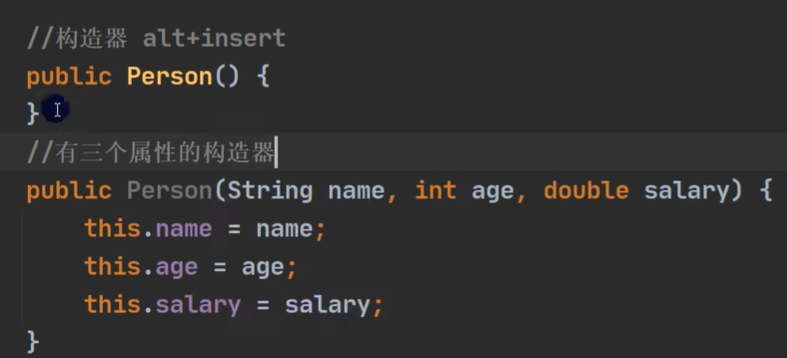 //构造器 alt+insert
public Person() {
}
//有三个属性的构造器
public Person(String name, int age, double salary) {
    this.name = name;
    this.age = age;
    this.salary = salary;
}